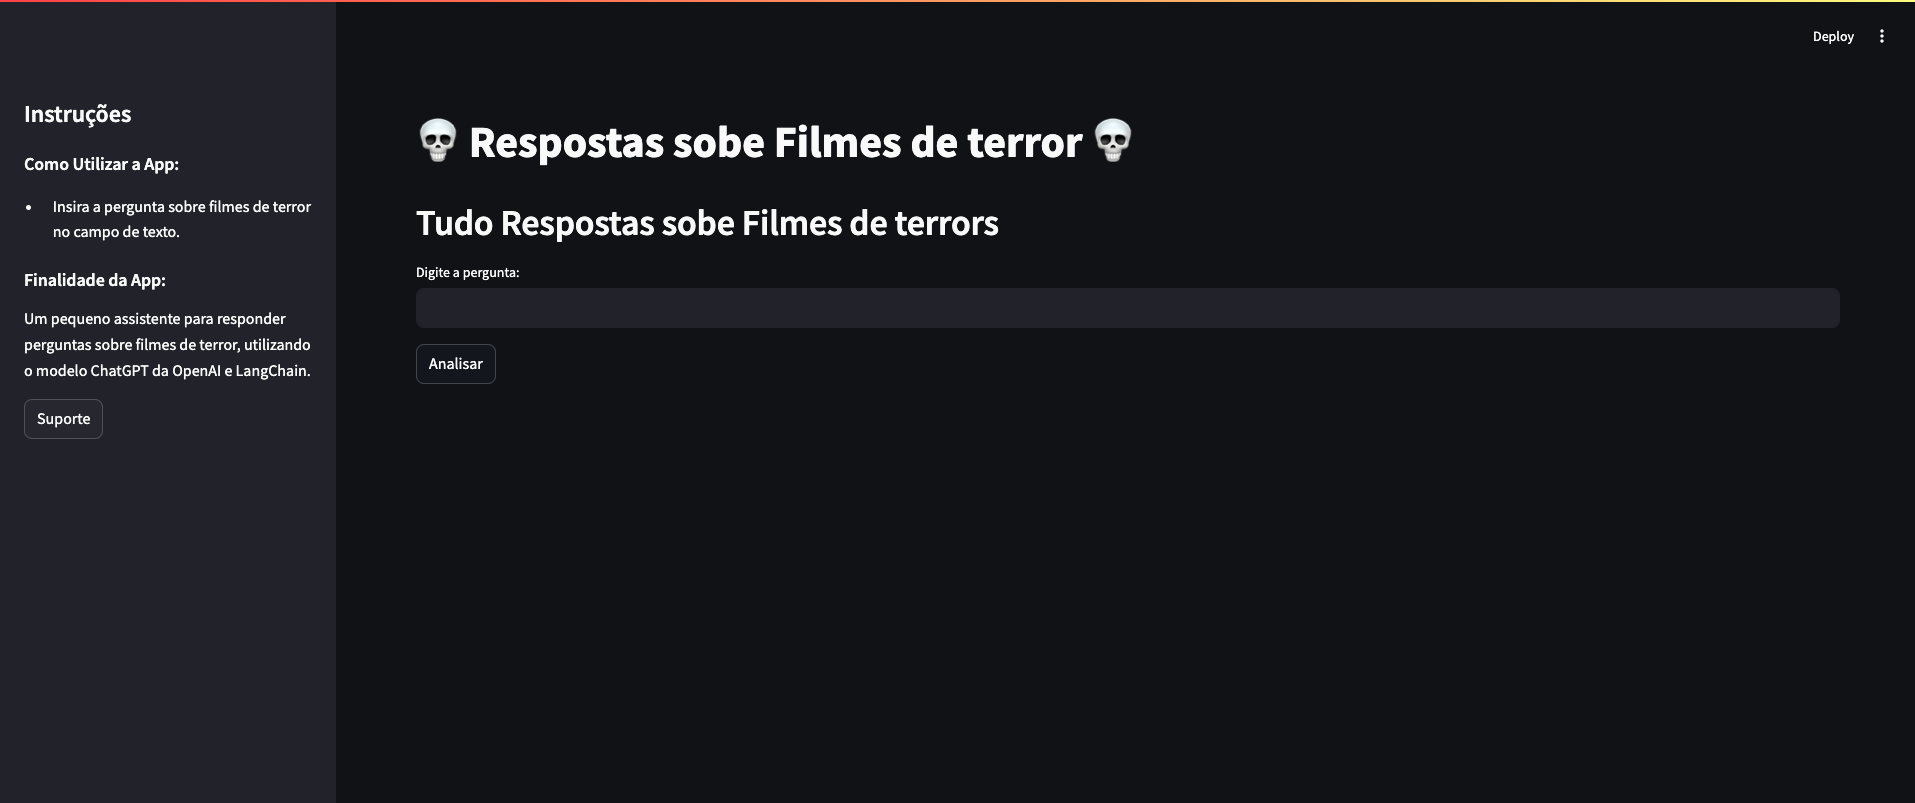 Deploy
Instruções
Como Utilizar a App:
Insira a pergunta sobre filmes de terror
no campo de texto.
Finalidade da App:
Um pequeno assistente para responder
perguntas sobre filmes de terror, utilizando
o modelo ChatGPT da OpenAI e LangChain.
Suporte
💀 Respostas sobe Filmes de terror 💀
Tudo Respostas sobe Filmes de terrors
Digite a pergunta:
Analisar